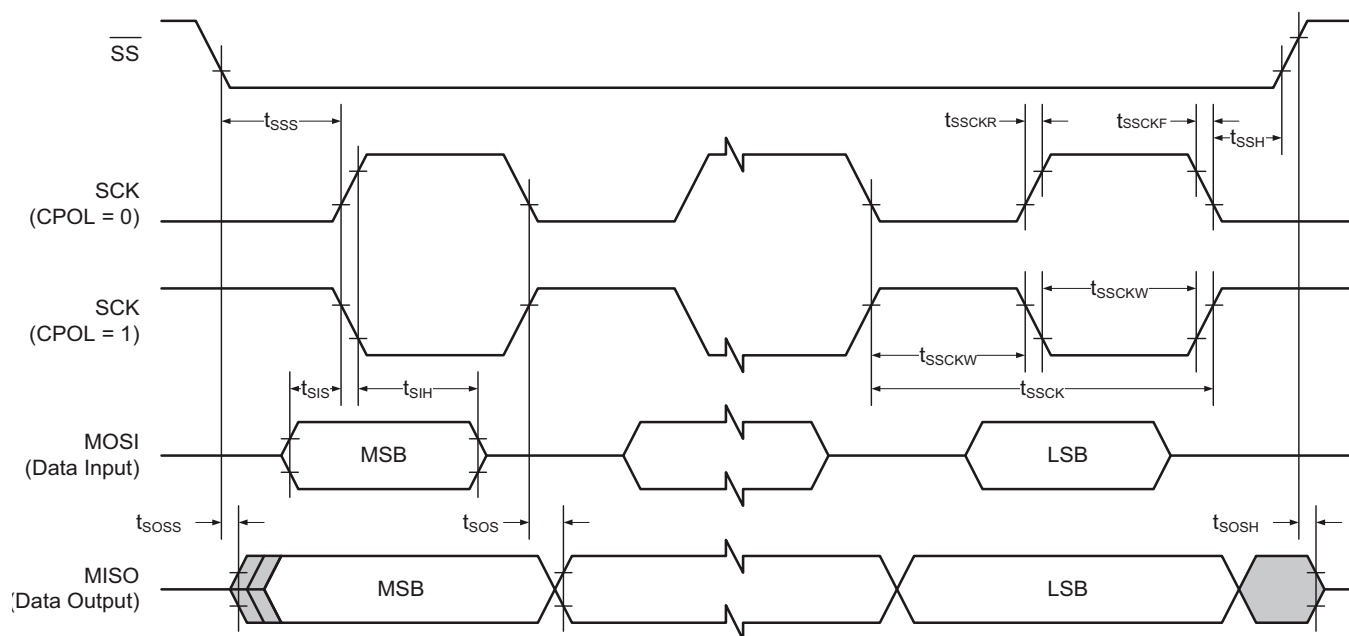 SS
tSSS
tSSCKR
tSSCKF
tSSH
SCK
(CPOL = 0)
SCK
(CPOL = 1)
tSSCKW
tSSCKW
tSSCK
tSIS
tSIH
MOSI
(Data Input)
MSB
LSB
tSOSS
tSOS
tSOSH
MISO
(Data Output)
MSB
LSB